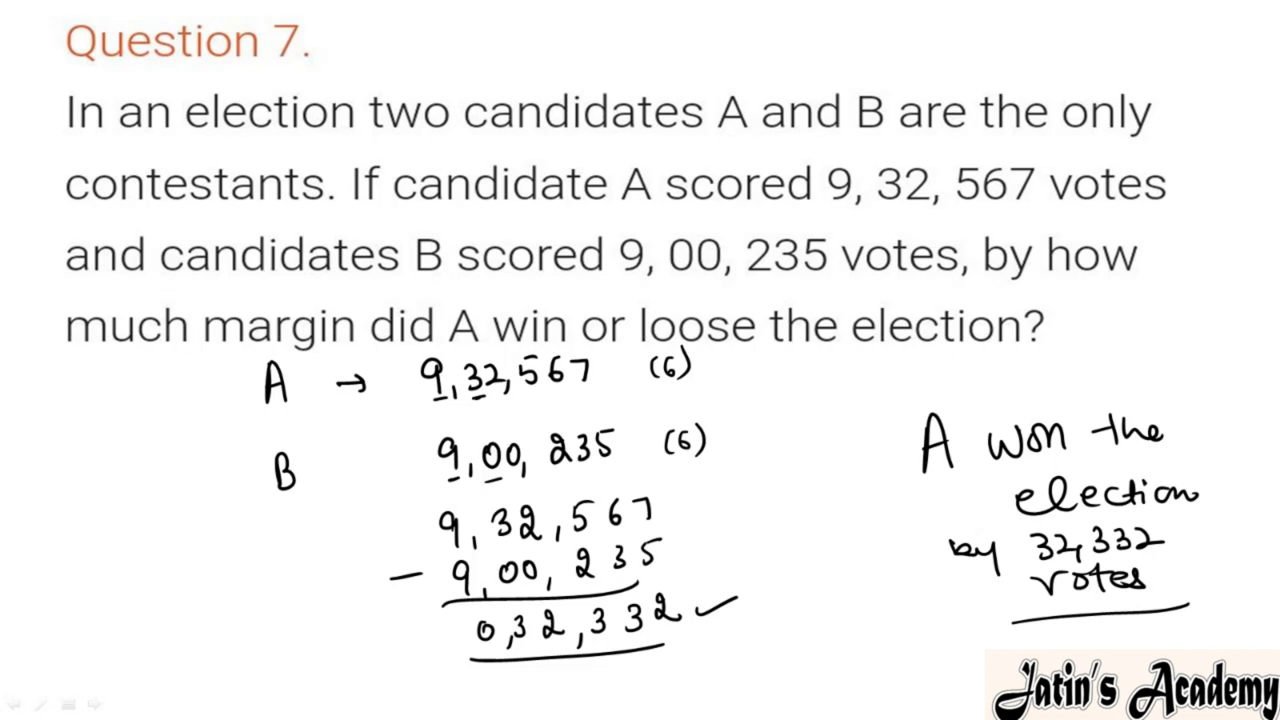 Question 7.
In an election two candidates A and B are the only
contestants. If candidate A scored 9, 32, 567 votes
and candidates B scored 9, 00, 235 votes, by how
much margin did A win or loose the election?
A → 9,32,567 (6)
B 9,00, 235 (6)
9,32,567
- 9,00,235
0,32,332 ✓
A won the
election
by 32,332
votes
Jatin's Academy